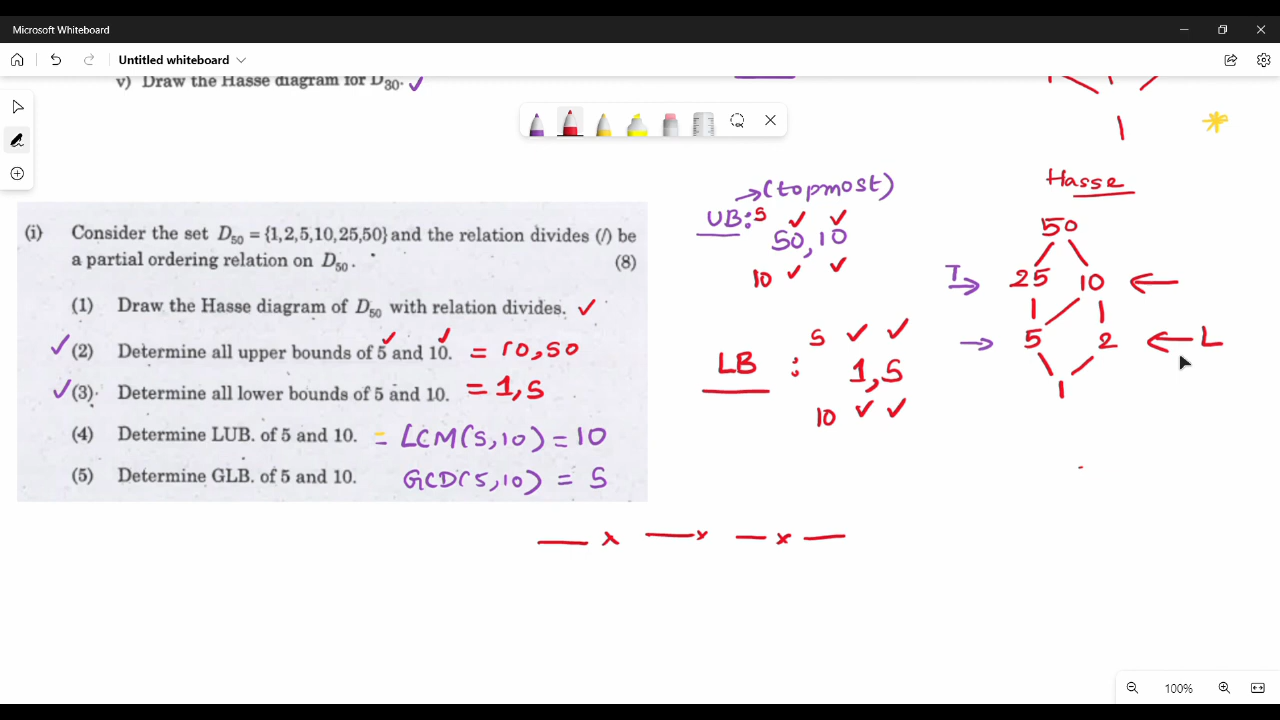 Microsoft Whiteboard
Untitled whiteboard
v) Draw the Hasse diagram for D30. ✓
1
(i) Consider the set D50 = {1,2,5,10,25,50} and the relation divides (/) be
a partial ordering relation on D50. (8)
(1) Draw the Hasse diagram of D50 with relation divides. ✓
✓ (2) Determine all upper bounds of 5 and 10. = 10,50
✓ (3). Determine all lower bounds of 5 and 10. = 1,5
(4) Determine LUB. of 5 and 10. = LCM(5,10) = 10
(5) Determine GLB. of 5 and 10. GCD(5,10) = 5
→(topmost)
UB: 5 ✓ ✓
50,10
10 ✓ ✓
5 ✓ ✓
LB : 1,5
10 ✓ ✓
Hasse
50
T → 25 10 ←
→ 5 2 ← L
1
— x — x — x —
100%